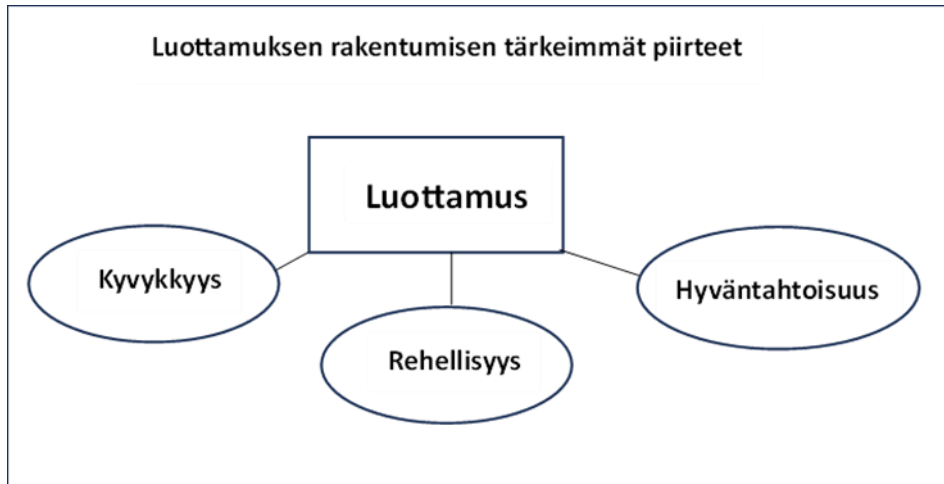 Luottamuksen rakentumisen tärkeimmät piirteet
Luottamus
Kyvykkyys
Rehellisyys
Hyväntahtoisuus